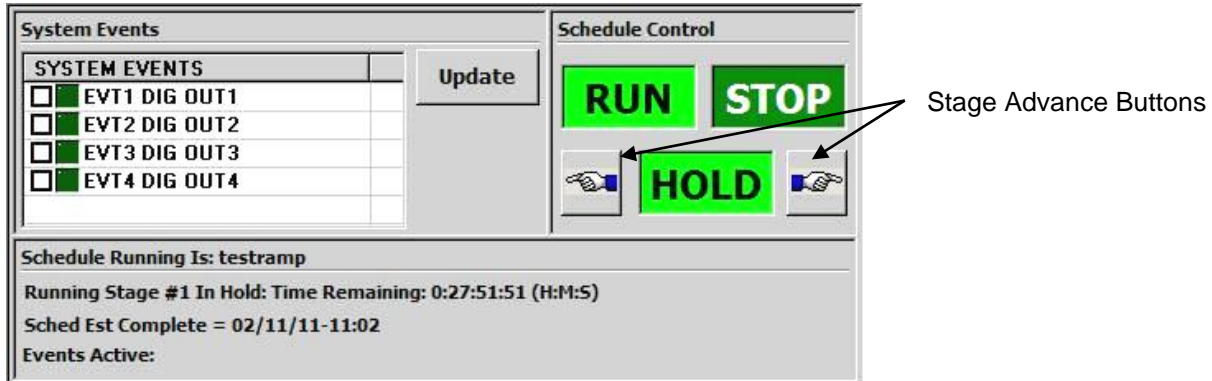 System Events
SYSTEM EVENTS
EVT1 DIG OUT1
EVT2 DIG OUT2
EVT3 DIG OUT3
EVT4 DIG OUT4
Update
Schedule Control
RUN STOP
HOLD
Stage Advance Buttons
Schedule Running Is: testramp
Running Stage #1 In Hold: Time Remaining: 0:27:51:51 (H:M:S)
Sched Est Complete = 02/11/11-11:02
Events Active: